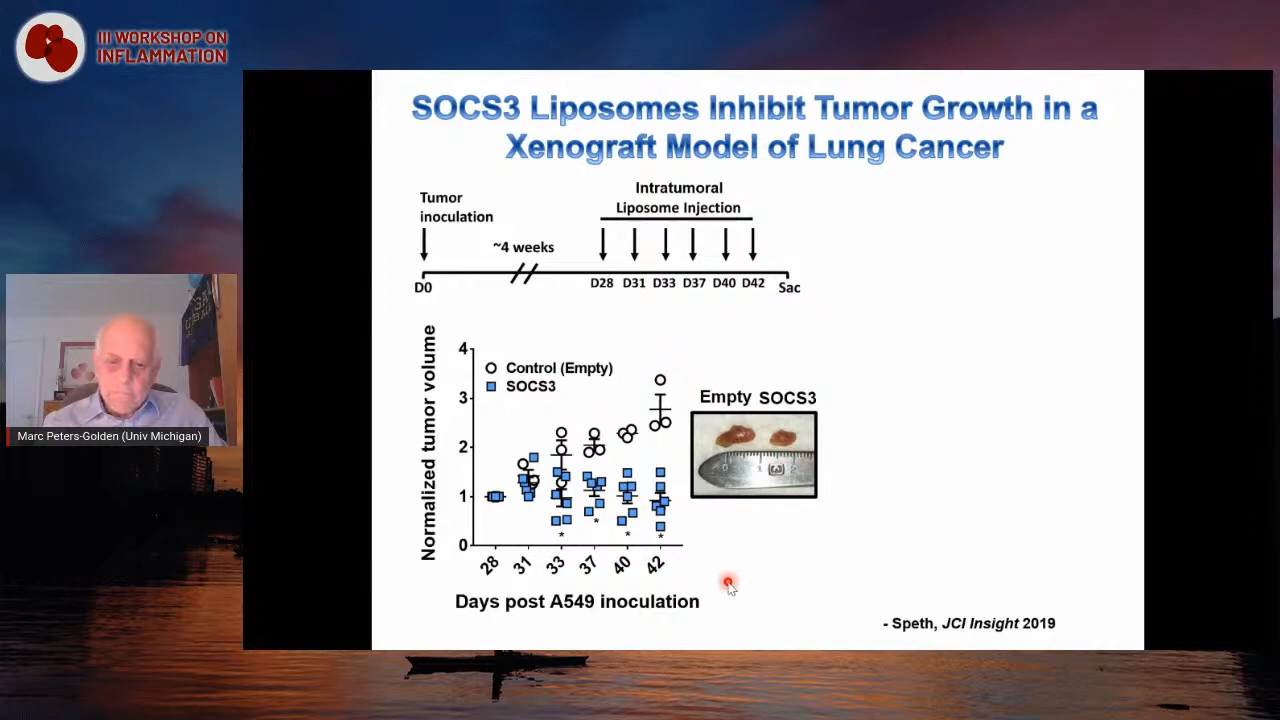 III WORKSHOP ON
INFLAMMATION
SOCS3 Liposomes Inhibit Tumor Growth in a
Xenograft Model of Lung Cancer
Tumor
inoculation
Intratumoral
Liposome Injection
~4 weeks
D0
D28 D31 D33 D37 D40 D42 Sac
Normalized tumor volume
4
3
2
1
0
Control (Empty)
SOCS3
* * * *
28 31 33 37 40 42
Days post A549 inoculation
Empty SOCS3
0 1 2
- Speth, JCI Insight 2019
Marc Peters-Golden (Univ Michigan)